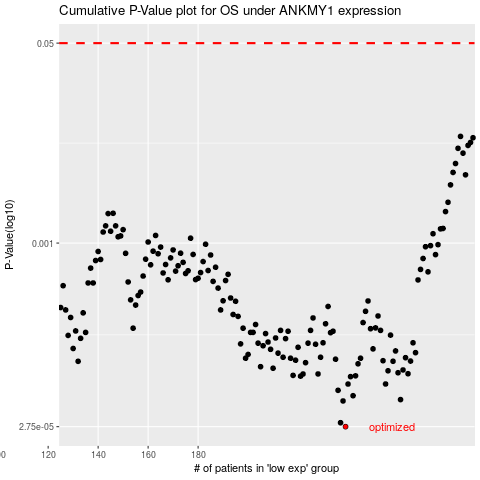 Cumulative P-Value plot for OS under ANKMY1 expression
P-Value(log10)
0.05
0.001
2.75e-05
optimized
00 120 140 160 180
# of patients in 'low exp' group